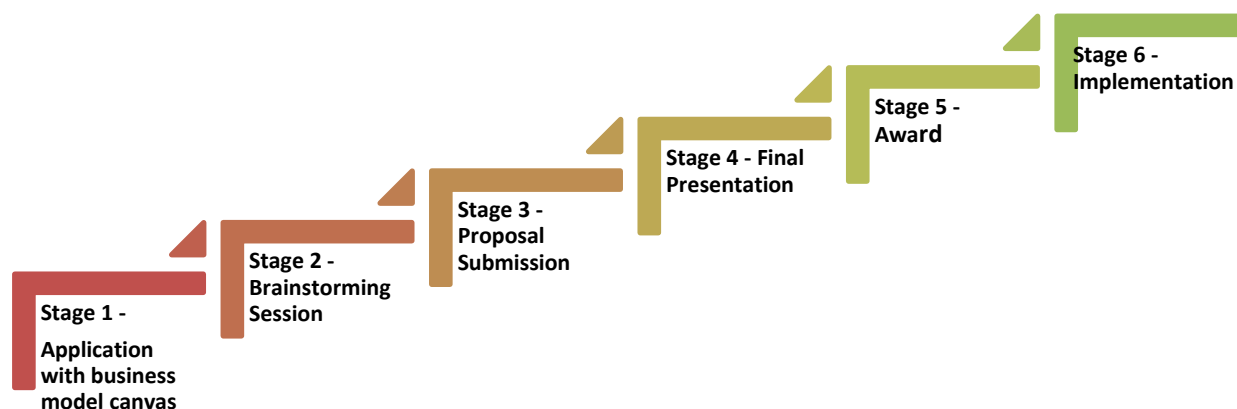 Stage 1 -
Application
with business
model canvas
Stage 2 -
Brainstorming
Session
Stage 3 -
Proposal
Submission
Stage 4 - Final
Presentation
Stage 5 -
Award
Stage 6 -
Implementation